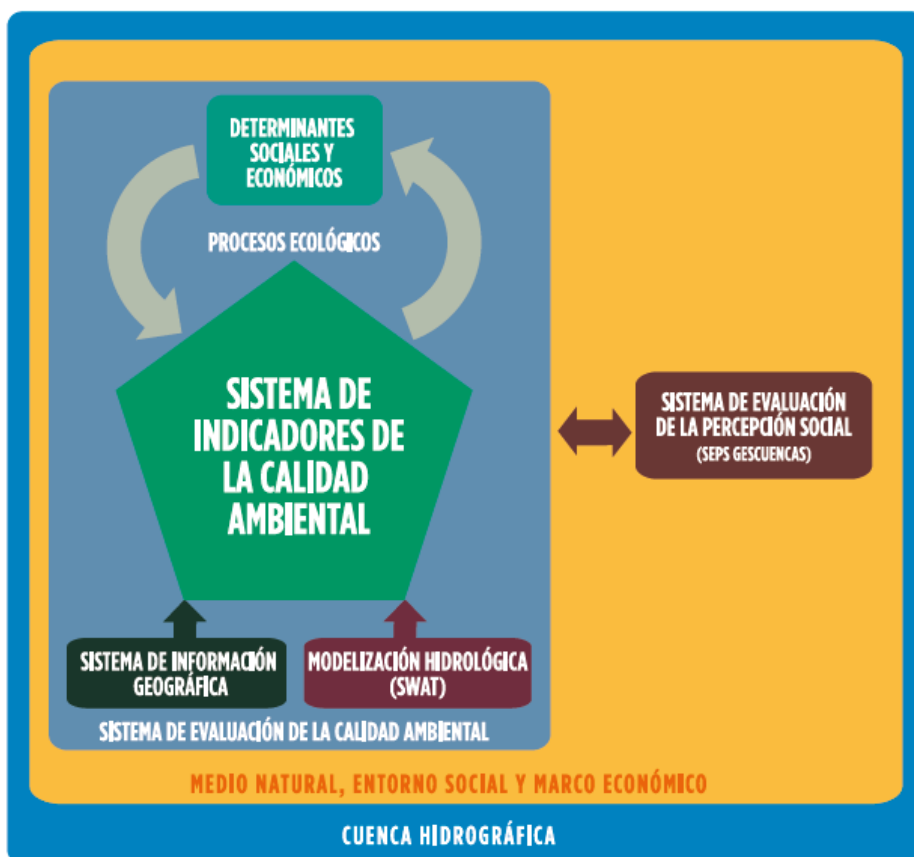 DETERMINANTES
SOCIALES Y
ECONÓMICOS
PROCESOS ECOLÓGICOS
SISTEMA DE
INDICADORES DE
LA CALIDAD
AMBIENTAL
SISTEMA DE EVALUACIÓN
DE LA PERCEPCIÓN SOCIAL
(SEPS GESCUENCAS)
SISTEMA DE INFORMACIÓN
GEOGRÁFICA
MODELIZACIÓN HIDROLÓGICA
(SWAT)
SISTEMA DE EVALUACIÓN DE LA CALIDAD AMBIENTAL
MEDIO NATURAL, ENTORNO SOCIAL Y MARCO ECONÓMICO
CUENCA HIDROGRÁFICA